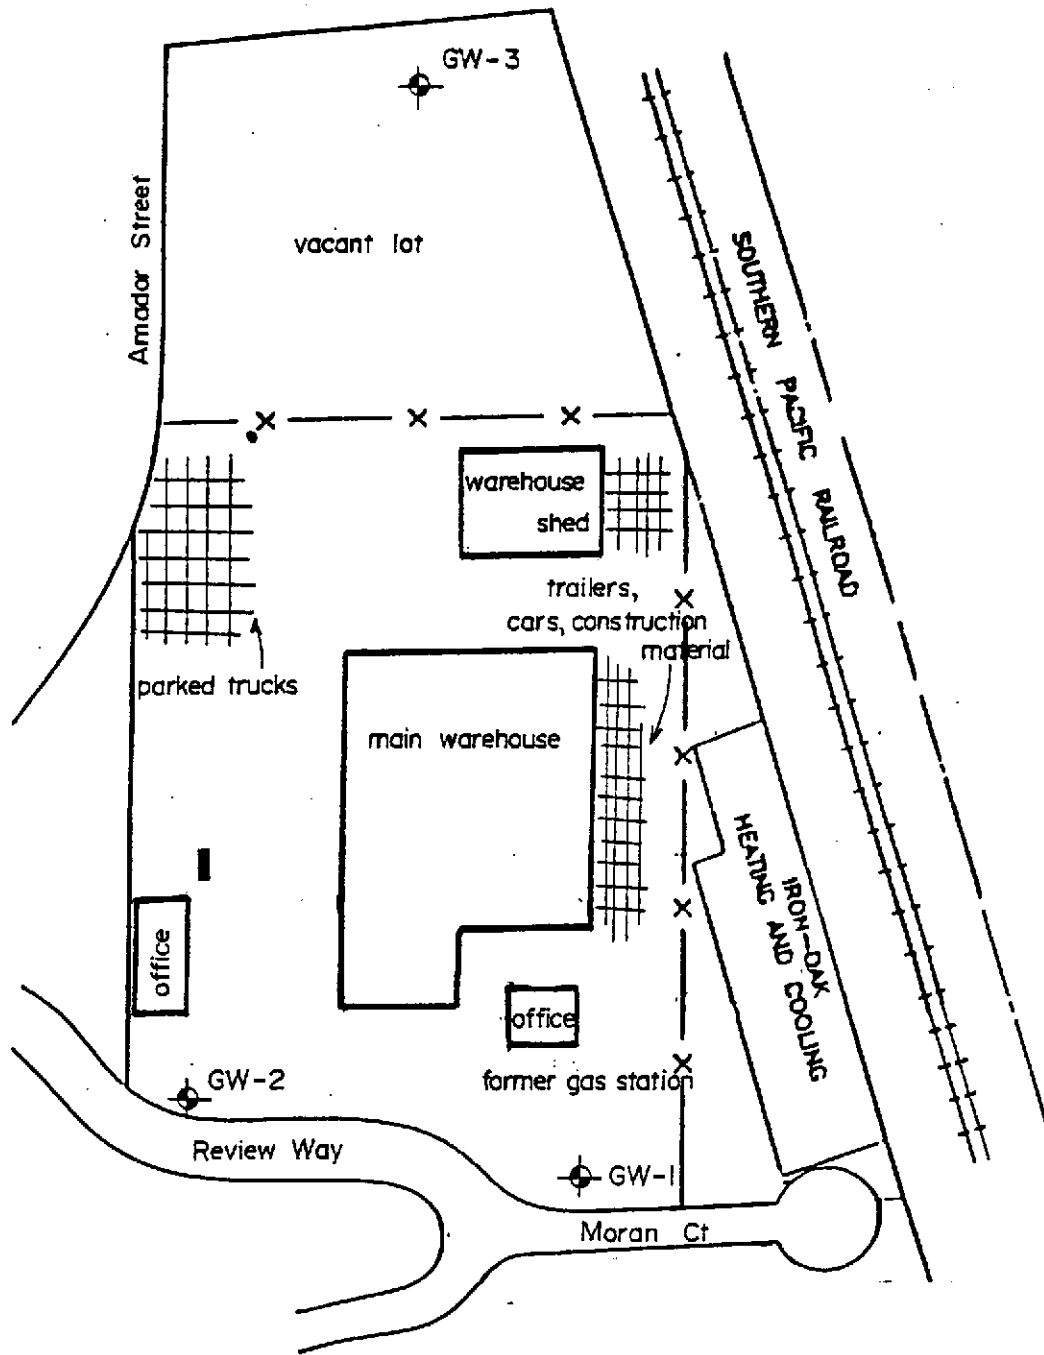 GW-3
Amador Street
vacant lot
SOUTHERN PACIFIC RAILROAD
warehouse
shed
trailers,
cars, construction
material
parked trucks
main warehouse
IRON-OAK
HEATING AND COOLING
office
office
former gas station
GW-2
Review Way
GW-1
Moran Ct